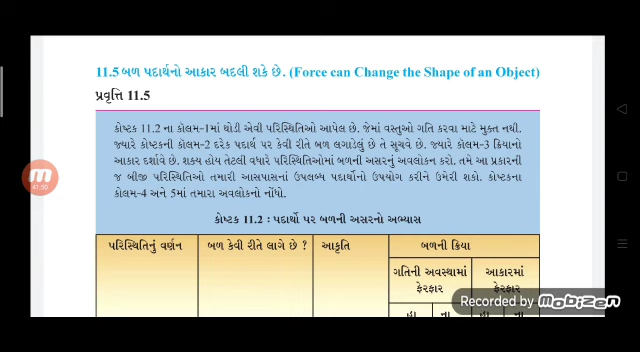 11.5 બળ પદાર્થનો આકાર બદલી શકે છે. (Force can Change the Shape of an Object)
પ્રવૃત્તિ 11.5
કોષ્ટક 11.2 ના કૉલમ-1માં થોડી એવી પરિસ્થિતિઓ આપેલ છે. જેમાં વસ્તુઓ ગતિ કરવા માટે મુક્ત નથી.
જ્યારે કોષ્ટકની કૉલમ-2 દરેક પદાર્થ પર કેવી રીતે બળ લગાડેલું છે તે સૂચવે છે. જ્યારે કૉલમ-3 ક્રિયાનો
આકાર દર્શાવે છે. શક્ય હોય તેટલી વધારે પરિસ્થિતિઓમાં બળની અસરનું અવલોકન કરો. તમે આ પ્રકારની
જ બીજી પરિસ્થિતિઓ તમારી આસપાસનાં ઉપલબ્ધ પદાર્થોનો ઉપયોગ કરીને ઉમેરી શકો. કોષ્ટકના
કૉલમ-4 અને 5માં તમારા અવલોકનો નોંધો.
કોષ્ટક 11.2 : પદાર્થો પર બળની અસરનો અભ્યાસ
પરિસ્થિતિનું વર્ણન બળ કેવી રીતે લાગે છે ? આકૃતિ બળની ક્રિયા
ગતિની અવસ્થામાં આકારમાં
ફેરફાર ફેરફાર
હા ના હા ના
41:50
Recorded by Mobizen